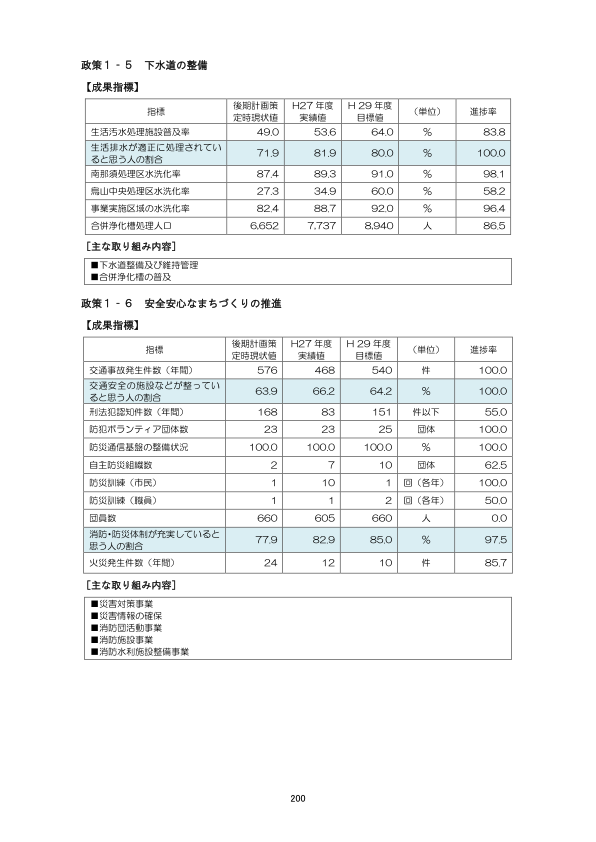 政策１‐５　下水道の整備
【成果指標】
指標 後期計画策定時現状値 H27 年度実績値 H 29 年度目標値 （単位） 進捗率
生活汚水処理施設普及率 49.0 53.6 64.0 % 83.8
生活排水が適正に処理されていると思う人の割合 71.9 81.9 80.0 % 100.0
南那須処理区水洗化率 87.4 89.3 91.0 % 98.1
烏山中央処理区水洗化率 27.3 34.9 60.0 % 58.2
事業実施区域の水洗化率 82.4 88.7 92.0 % 96.4
合併浄化槽処理人口 6,652 7,737 8,940 人 86.5
［主な取り組み内容］
■下水道整備及び維持管理
■合併浄化槽の普及
政策１‐６　安全安心なまちづくりの推進
【成果指標】
指標 後期計画策定時現状値 H27 年度実績値 H 29 年度目標値 （単位） 進捗率
交通事故発生件数（年間） 576 468 540 件 100.0
交通安全の施設などが整っていると思う人の割合 63.9 66.2 64.2 % 100.0
刑法犯認知件数（年間） 168 83 151 件以下 55.0
防犯ボランティア団体数 23 23 25 団体 100.0
防災通信基盤の整備状況 100.0 100.0 100.0 % 100.0
自主防災組織数 2 7 10 団体 62.5
防災訓練（市民） 1 10 1 回（各年） 100.0
防災訓練（職員） 1 1 2 回（各年） 50.0
団員数 660 605 660 人 0.0
消防・防災体制が充実していると思う人の割合 77.9 82.9 85.0 % 97.5
火災発生件数（年間） 24 12 10 件 85.7
［主な取り組み内容］
■災害対策事業
■災害情報の確保
■消防団活動事業
■消防施設事業
■消防水利施設整備事業
200